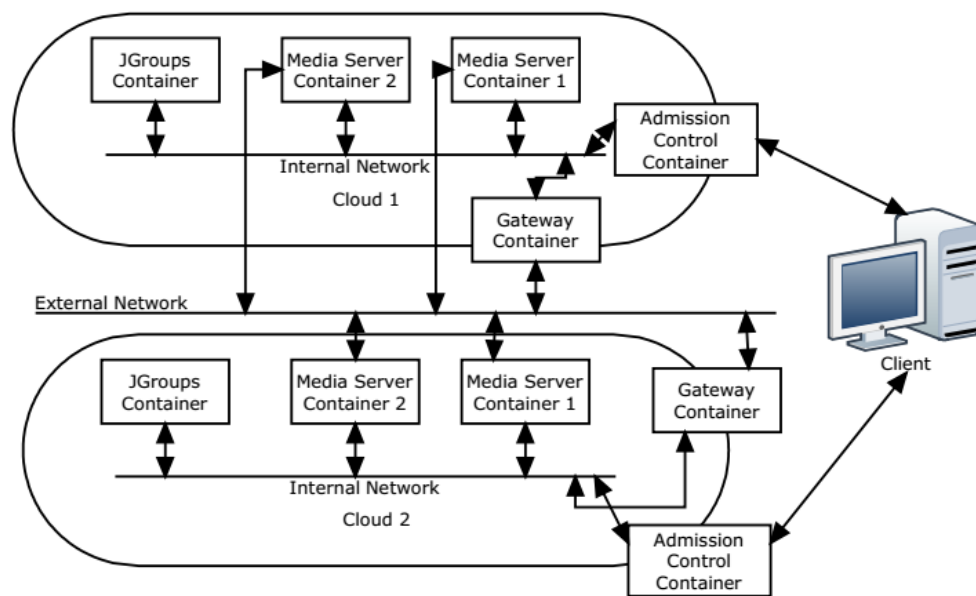 JGroups
Container
Media Server
Container 2
Media Server
Container 1
Admission
Control
Container
Internal Network
Cloud 1
Gateway
Container
External Network
JGroups
Container
Media Server
Container 2
Media Server
Container 1
Gateway
Container
Client
Internal Network
Cloud 2
Admission
Control
Container